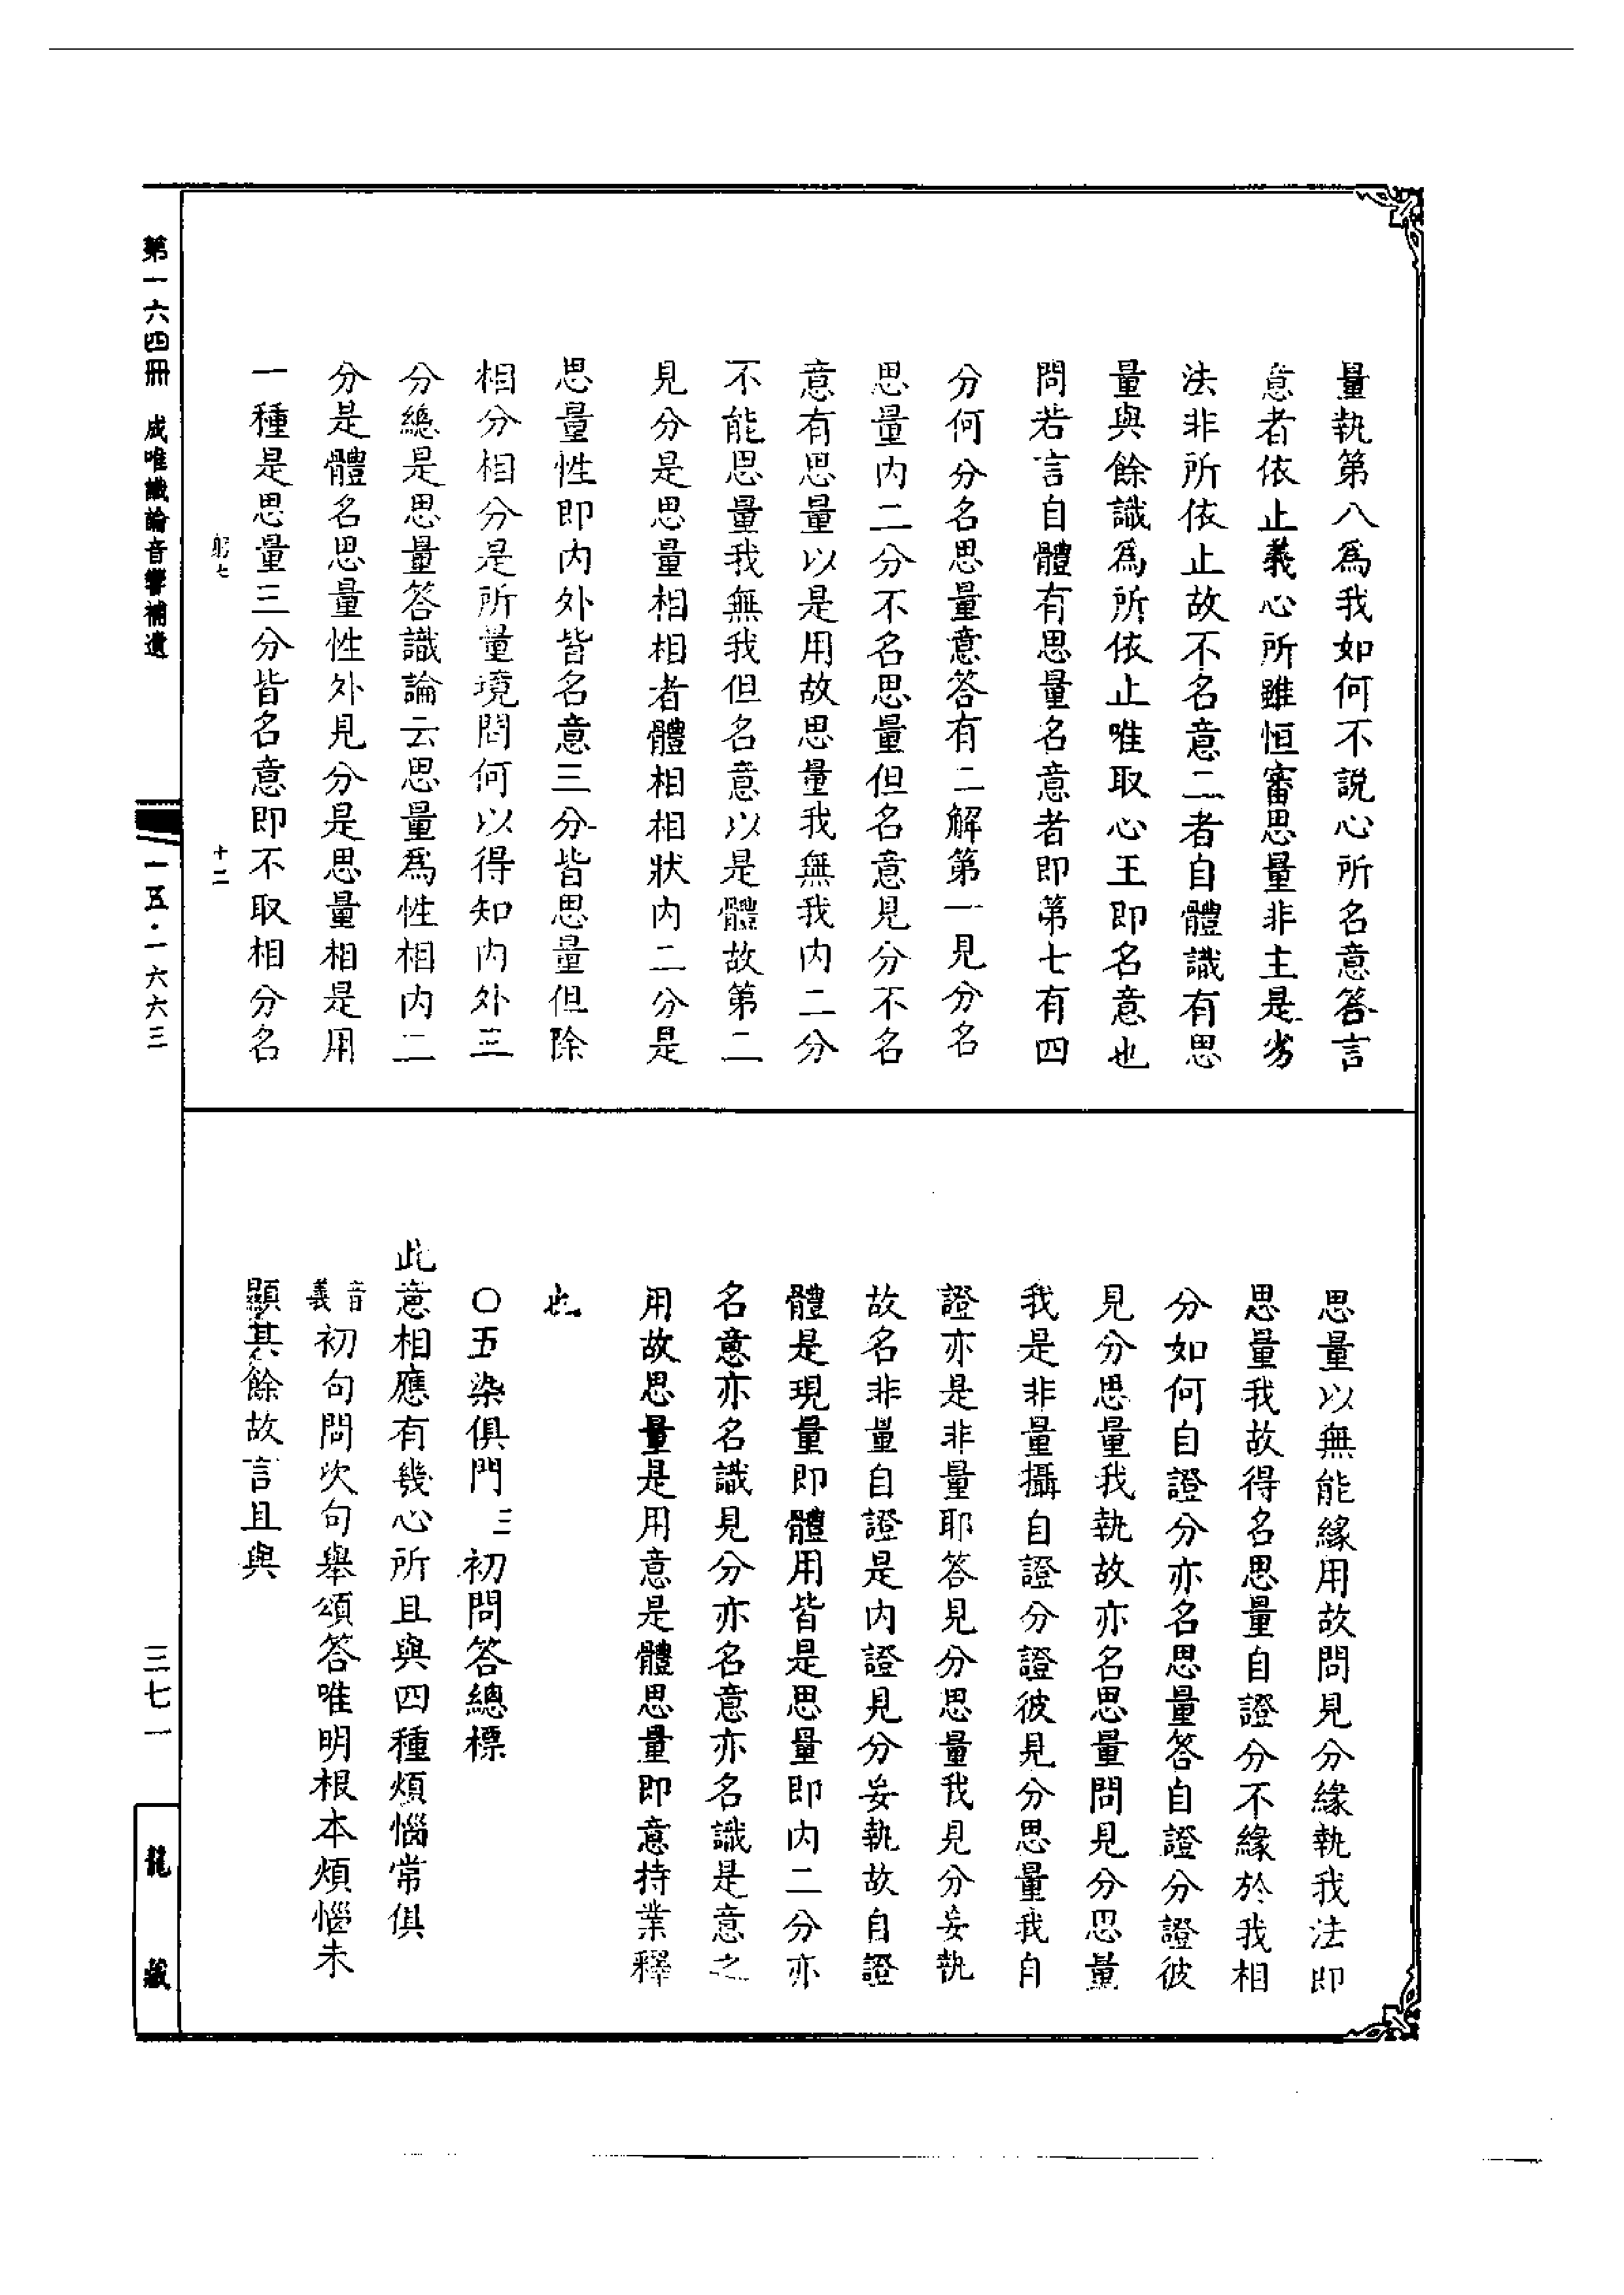 量執第八為我如何不說心所名意答言
意者依止義心所雖恒審思量非主是劣
法非所依止故不名意二者自體識有思
量與餘識為所依止唯取心王即名意也
問若言自體有思量名意者即第七有四
分何分名思量意答有二解第一見分名
思量內二分不名思量但名意見分不名
意有思量以是用故思量我無我內二分
不能思量我無我但名意以是體故第二
見分是思量相相者體相相狀內二分是
思量性即內外皆名意三分皆思量但除
相分相分是所量境問何以得知內外三
分總是思量答識論云思量為性相內二
分是體名思量性外見分是思量相是用
一種是思量三分皆名意即不取相分名
躬七 十二
思量以無能緣用故問見分緣執我法即
思量我故得名思量自證分不緣於我相
分如何自證分亦名思量答自證分證彼
見分思量我執故亦名思量問見分思量
我是非量攝自證分證彼見分思量我自
證亦是非量耶答見分思量我見分妄執
故名非量自證是內證見分妄執故自證
體是現量即體用皆是思量即內二分亦
名意亦名識見分亦名意亦名識是意之
用故思量是用意是體思量即意持業釋
也
○五染俱門三初問答總標
此意相應有幾心所且與四種煩惱常俱
音義初句問次句舉頌答唯明根本煩惱未
顯其餘故言且與
第一六四冊 成唯識論音響補遺
一五·一六六三
三七一
龍藏